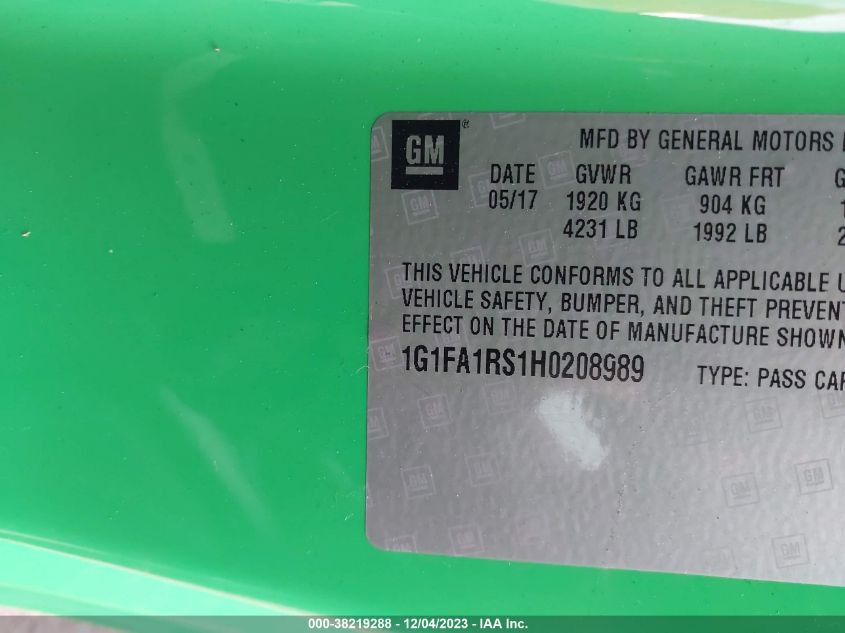 GM®
MFD BY GENERAL MOTORS
DATE GVWR GAWR FRT
05/17 1920 KG 904 KG
4231 LB 1992 LB
THIS VEHICLE CONFORMS TO ALL APPLICABLE U
VEHICLE SAFETY, BUMPER, AND THEFT PREVENT
EFFECT ON THE DATE OF MANUFACTURE SHOWN
1G1FA1RS1H0208989 TYPE: PASS CAR
000-38219288 - 12/04/2023 - IAA Inc.